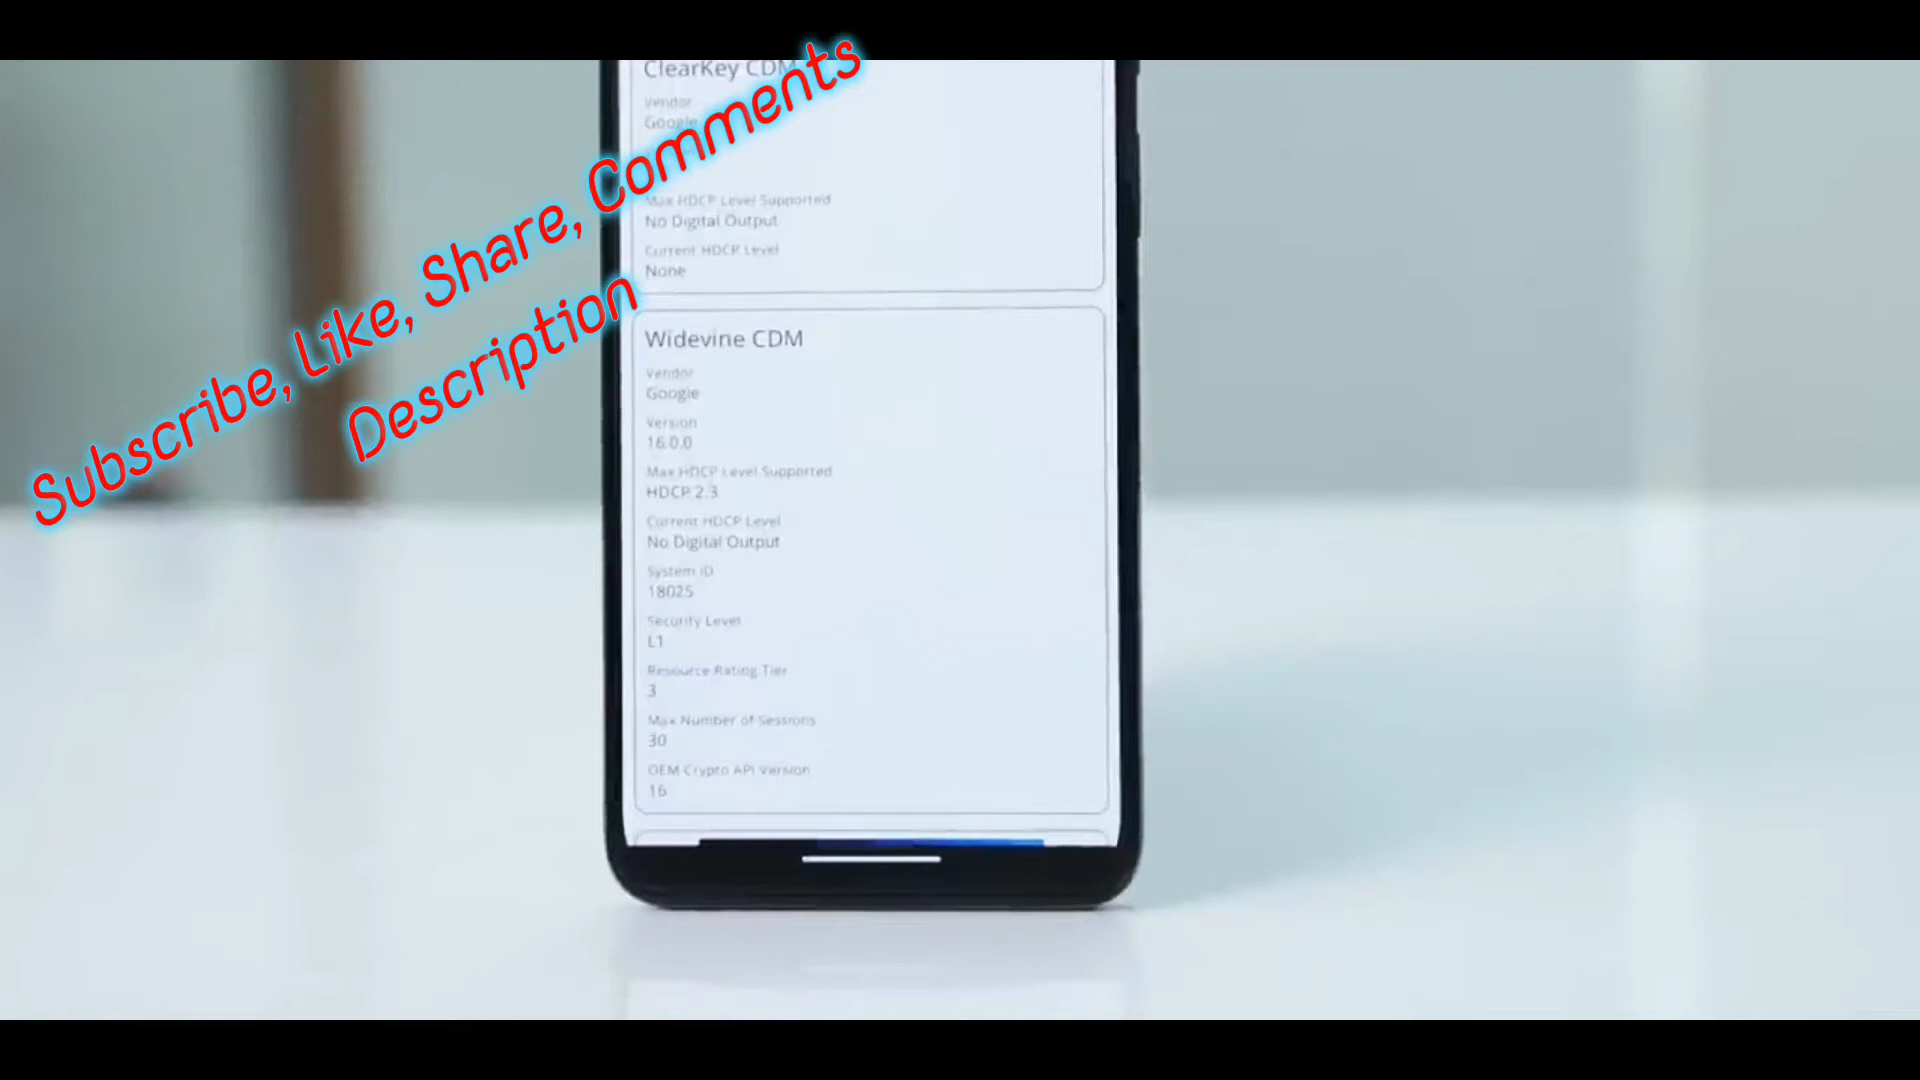 Subscribe, Like, Share, Comments
Description
ClearKey CDM
Vendor
Google
Max HDCP Level Supported
No Digital Output
Current HDCP Level
None
Widevine CDM
Vendor
Google
Version
16.0.0
Max HDCP Level Supported
HDCP 2.3
Current HDCP Level
No Digital Output
System ID
18025
Security Level
L1
Resource Rating Tier
3
Max Number of Sessions
30
OEM Crypto API Version
16